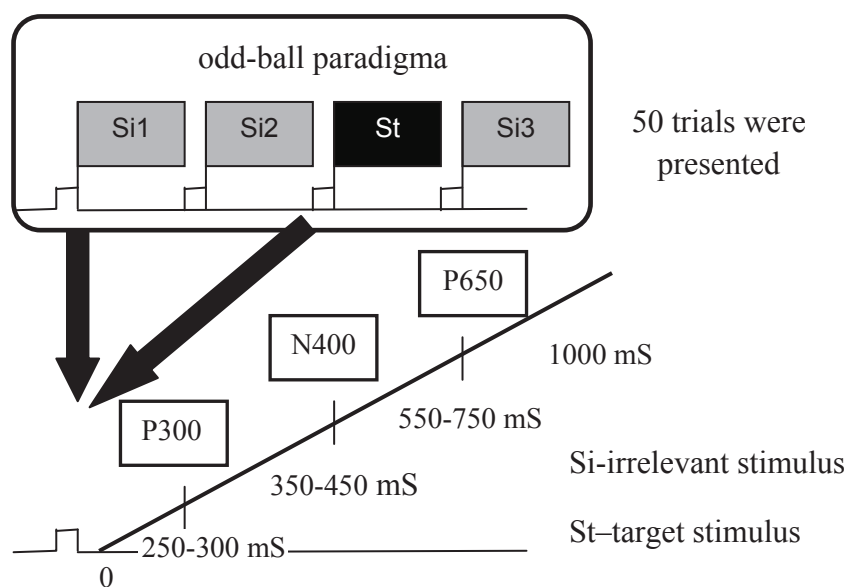 odd-ball paradigma
Si1 Si2 St Si3
50 trials were
presented
P650
N400
1000 mS
P300
550-750 mS
350-450 mS
Si-irrelevant stimulus
250-300 mS
St–target stimulus
0